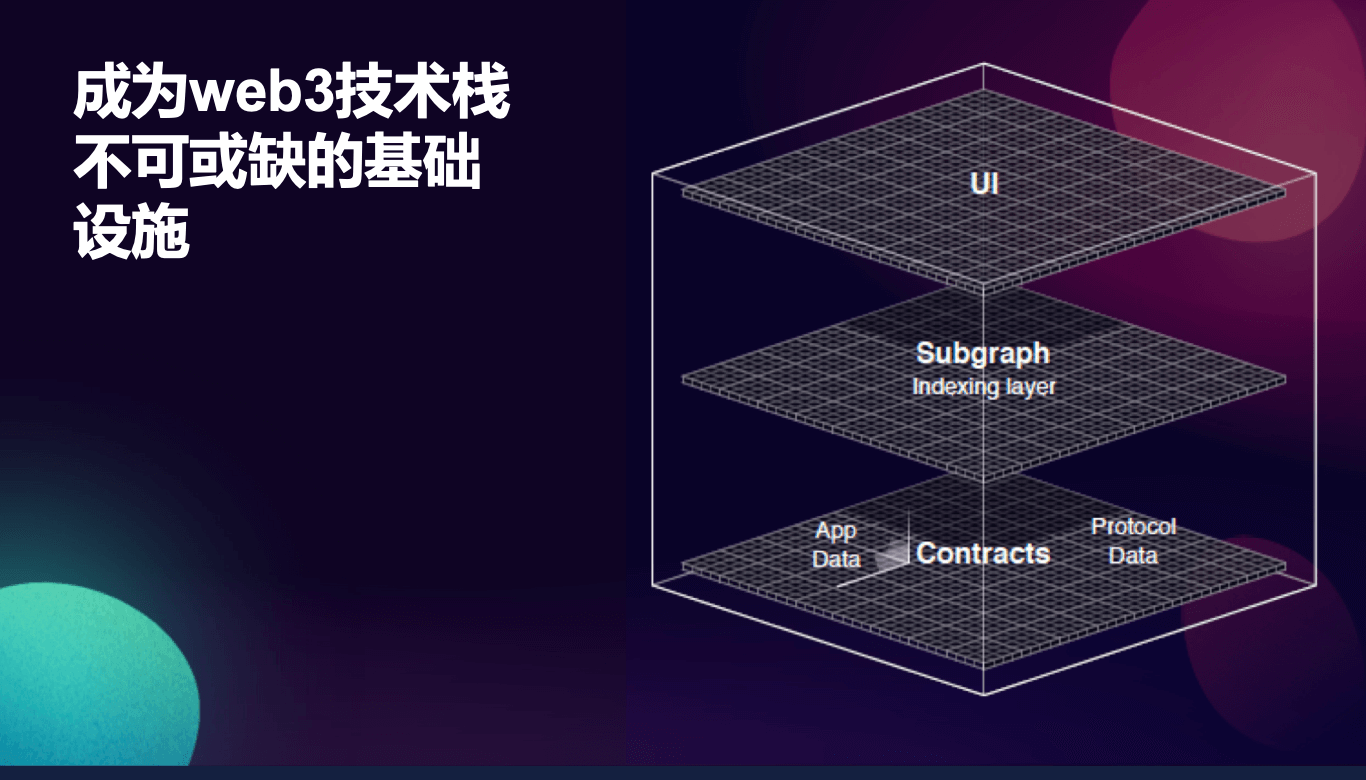 成为web3技术栈
不可或缺的基础
设施
UI
Subgraph
Indexing layer
App
Data
Contracts
Protocol
Data